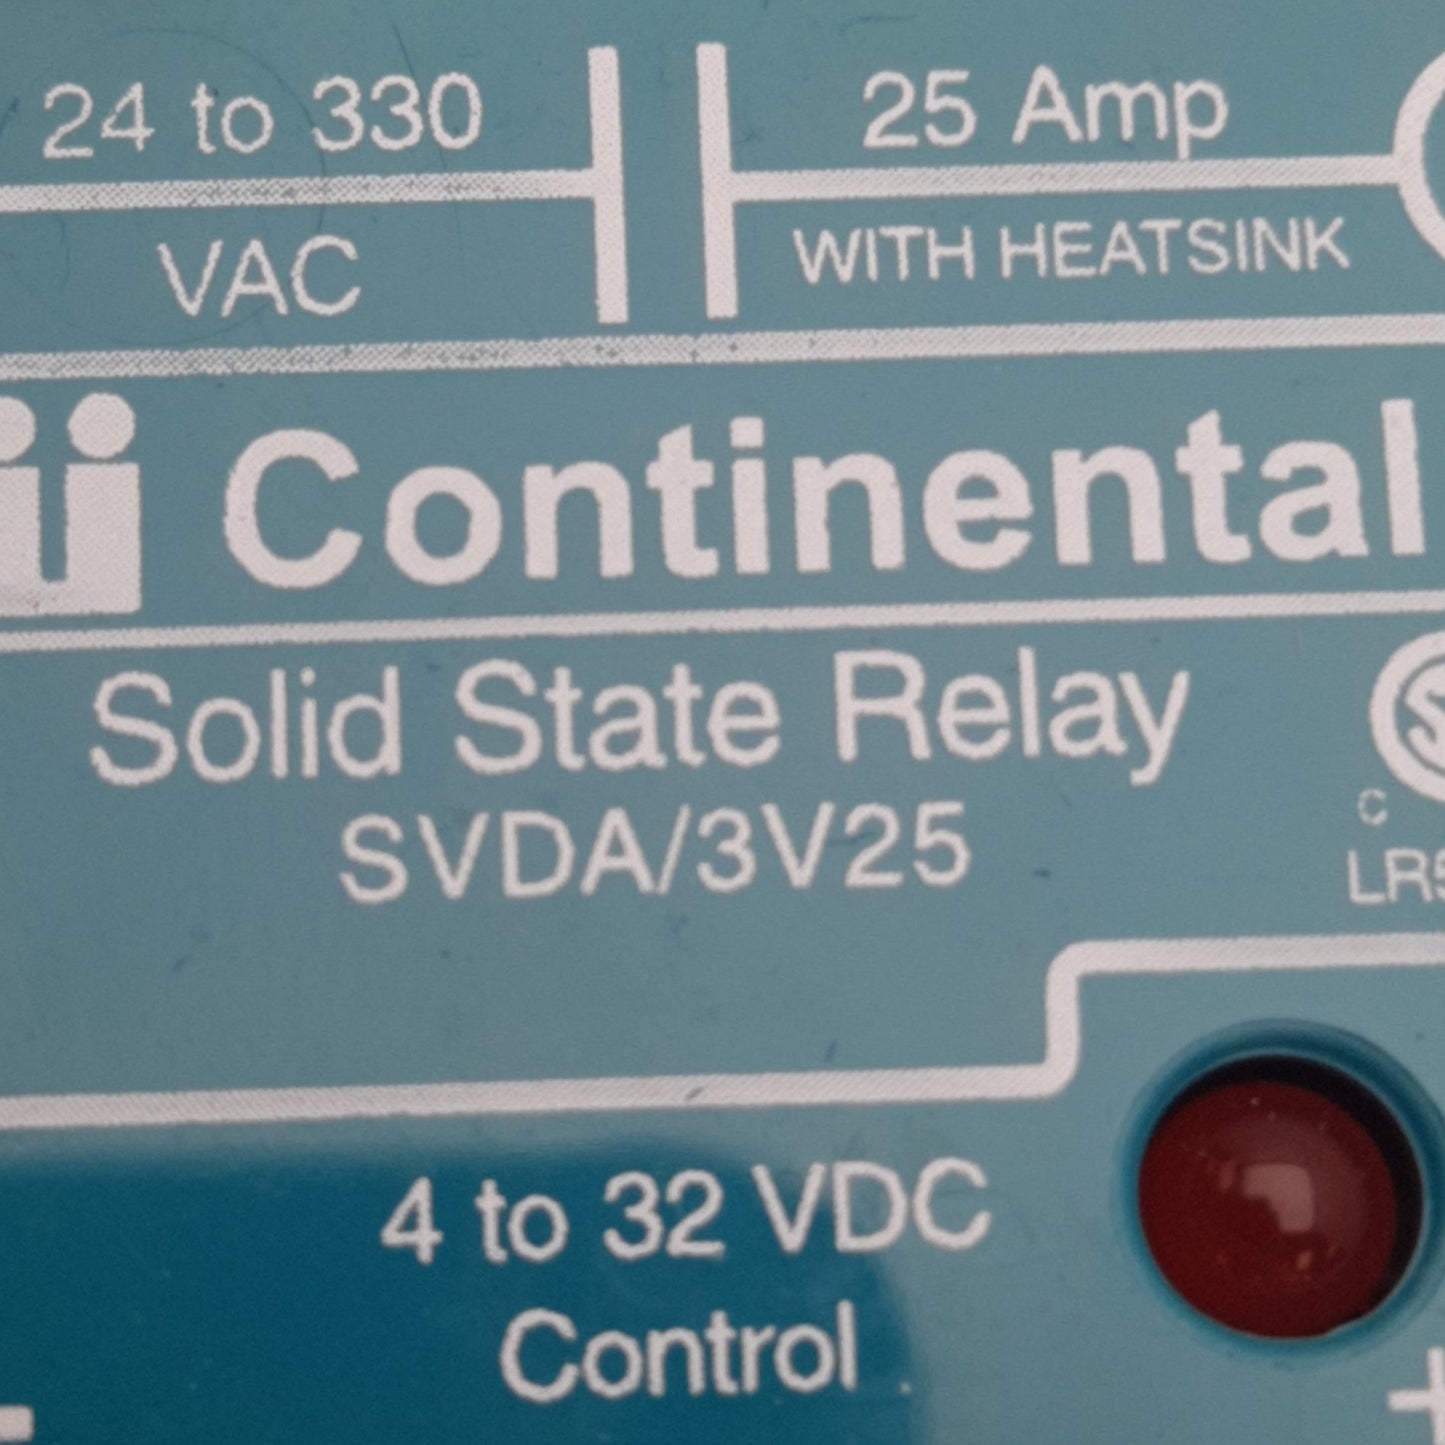 24 to 330
VAC
25 Amp
WITH HEATSINK
Continental
Solid State Relay
SVDA/3V25
C
4 to 32 VDC
Control
-
+